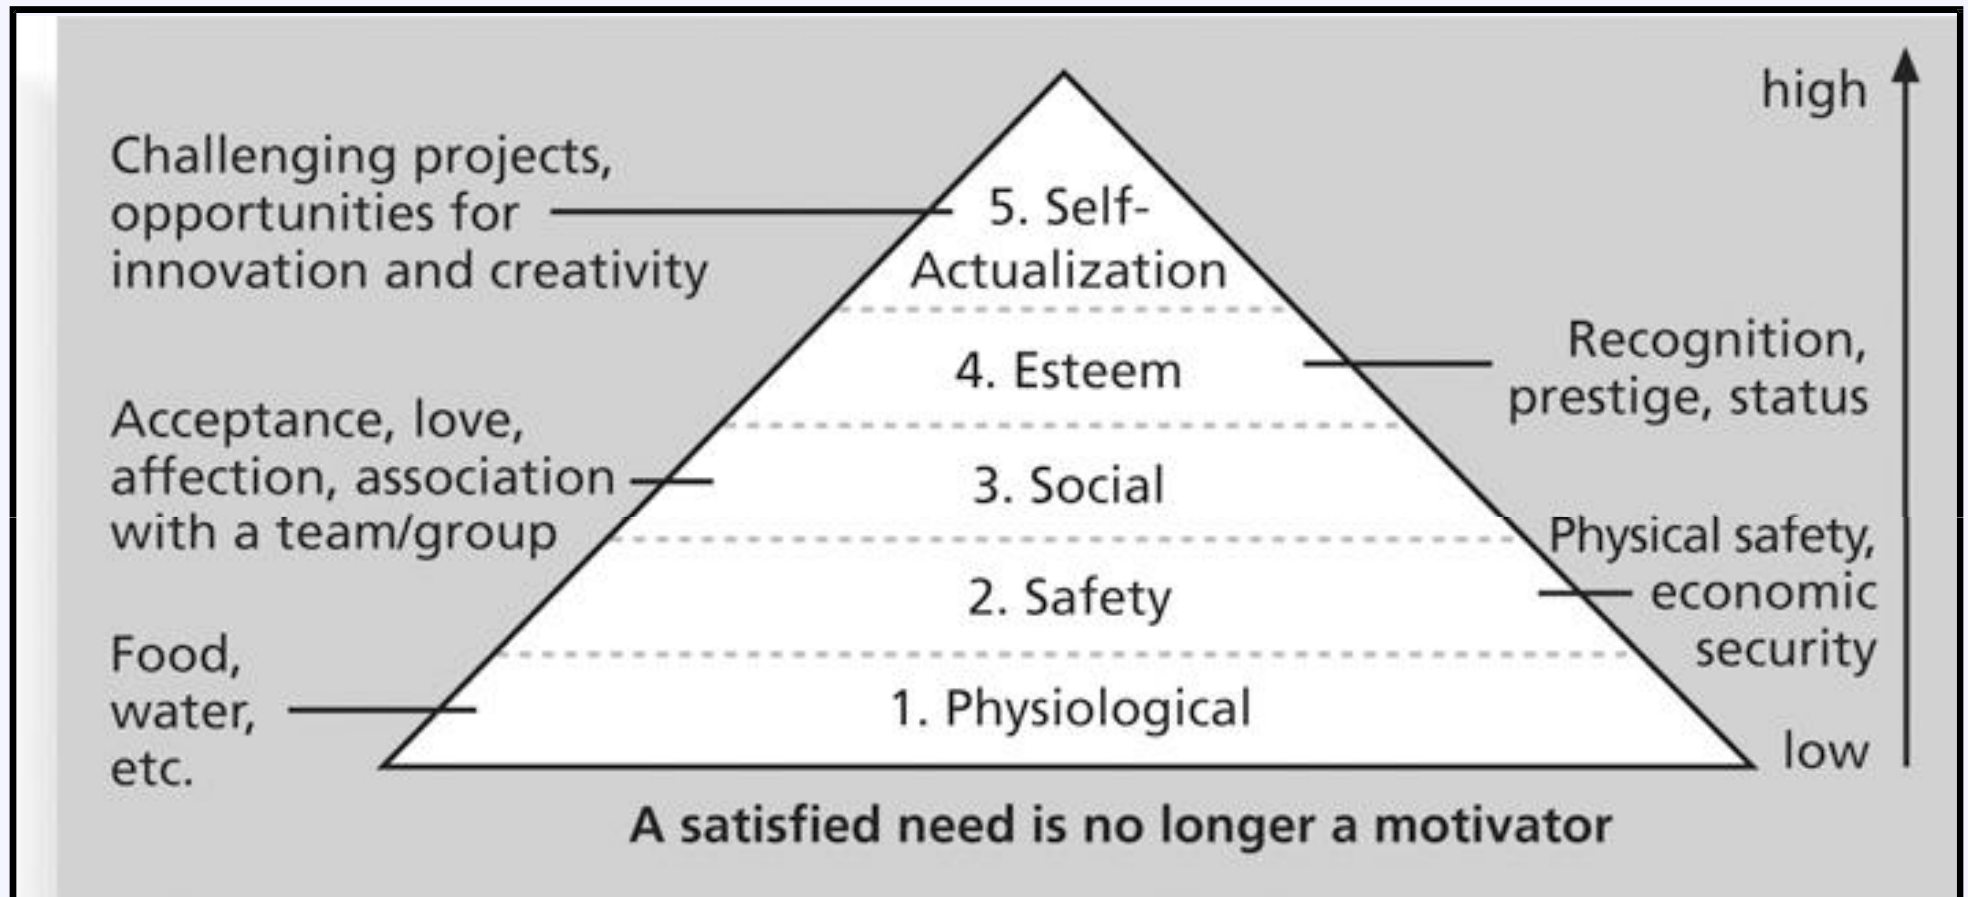 high
Challenging projects,
opportunities for
innovation and creativity
5. Self-
Actualization
Recognition,
prestige, status
4. Esteem
Acceptance, love,
affection, association
with a team/group
3. Social
Physical safety,
economic
security
2. Safety
Food,
water,
etc.
1. Physiological
low
A satisfied need is no longer a motivator